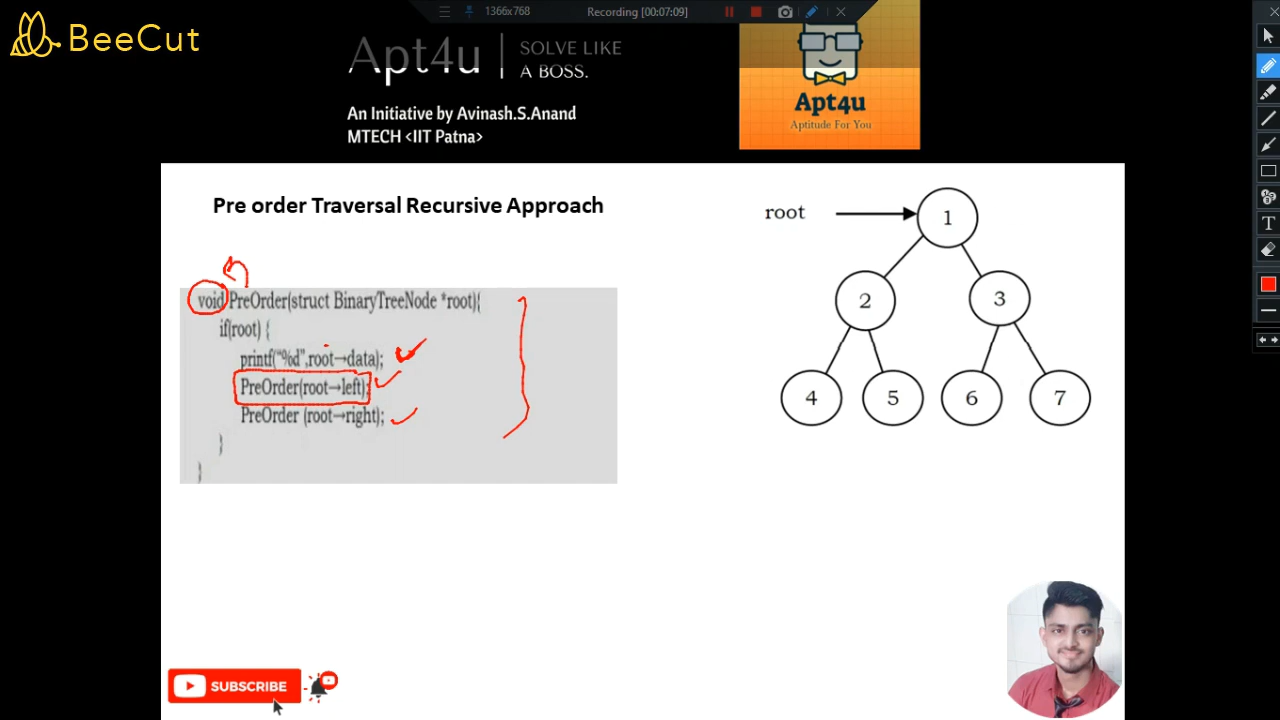 1366x768
Recording [00:07:09]
BeeCut
Apt4u
SOLVE LIKE
A BOSS.
An Initiative by Avinash.S.Anand
MTECH <IIT Patna>
Apt4u
Aptitude For You
Pre order Traversal Recursive Approach
void PreOrder(struct BinaryTreeNode *root){
if(root) {
printf("%d",root→data);
PreOrder(root→left);
PreOrder (root→right);
}
}
root
1
2
3
4
5
6
7
SUBSCRIBE
T